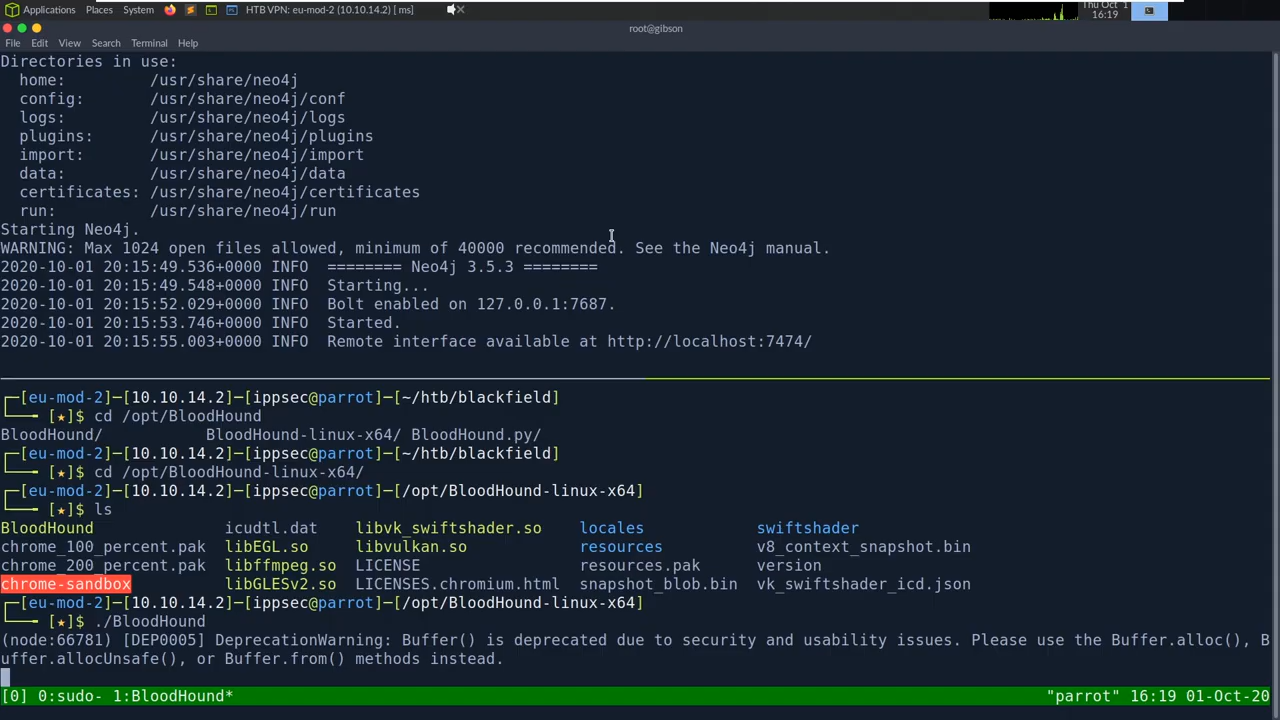 Applications Places System HTB VPN: eu-mod-2 (10.10.14.2) [ ms] Thu Oct 1
16:19
root@gibson
File Edit View Search Terminal Help
Directories in use:
home: /usr/share/neo4j
config: /usr/share/neo4j/conf
logs: /usr/share/neo4j/logs
plugins: /usr/share/neo4j/plugins
import: /usr/share/neo4j/import
data: /usr/share/neo4j/data
certificates: /usr/share/neo4j/certificates
run: /usr/share/neo4j/run
Starting Neo4j.
WARNING: Max 1024 open files allowed, minimum of 40000 recommended. See the Neo4j manual.
2020-10-01 20:15:49.536+0000 INFO ======== Neo4j 3.5.3 ========
2020-10-01 20:15:49.548+0000 INFO Starting...
2020-10-01 20:15:52.029+0000 INFO Bolt enabled on 127.0.0.1:7687.
2020-10-01 20:15:53.746+0000 INFO Started.
2020-10-01 20:15:55.003+0000 INFO Remote interface available at http://localhost:7474/
┌─[eu-mod-2]─[10.10.14.2]─[ippsec@parrot]─[~/htb/blackfield]
└──╼ [★]$ cd /opt/BloodHound
BloodHound/ BloodHound-linux-x64/ BloodHound.py/
┌─[eu-mod-2]─[10.10.14.2]─[ippsec@parrot]─[~/htb/blackfield]
└──╼ [★]$ cd /opt/BloodHound-linux-x64/
┌─[eu-mod-2]─[10.10.14.2]─[ippsec@parrot]─[/opt/BloodHound-linux-x64]
└──╼ [★]$ ls
BloodHound icudtl.dat libvk_swiftshader.so locales swiftshader
chrome_100_percent.pak libEGL.so libvulkan.so resources v8_context_snapshot.bin
chrome_200_percent.pak libffmpeg.so LICENSE resources.pak version
chrome-sandbox libGLESv2.so LICENSES.chromium.html snapshot_blob.bin vk_swiftshader_icd.json
┌─[eu-mod-2]─[10.10.14.2]─[ippsec@parrot]─[/opt/BloodHound-linux-x64]
└──╼ [★]$ ./BloodHound
(node:66781) [DEP0005] DeprecationWarning: Buffer() is deprecated due to security and usability issues. Please use the Buffer.alloc(), B
uffer.allocUnsafe(), or Buffer.from() methods instead.
[0] 0:sudo- 1:BloodHound* "parrot" 16:19 01-Oct-20